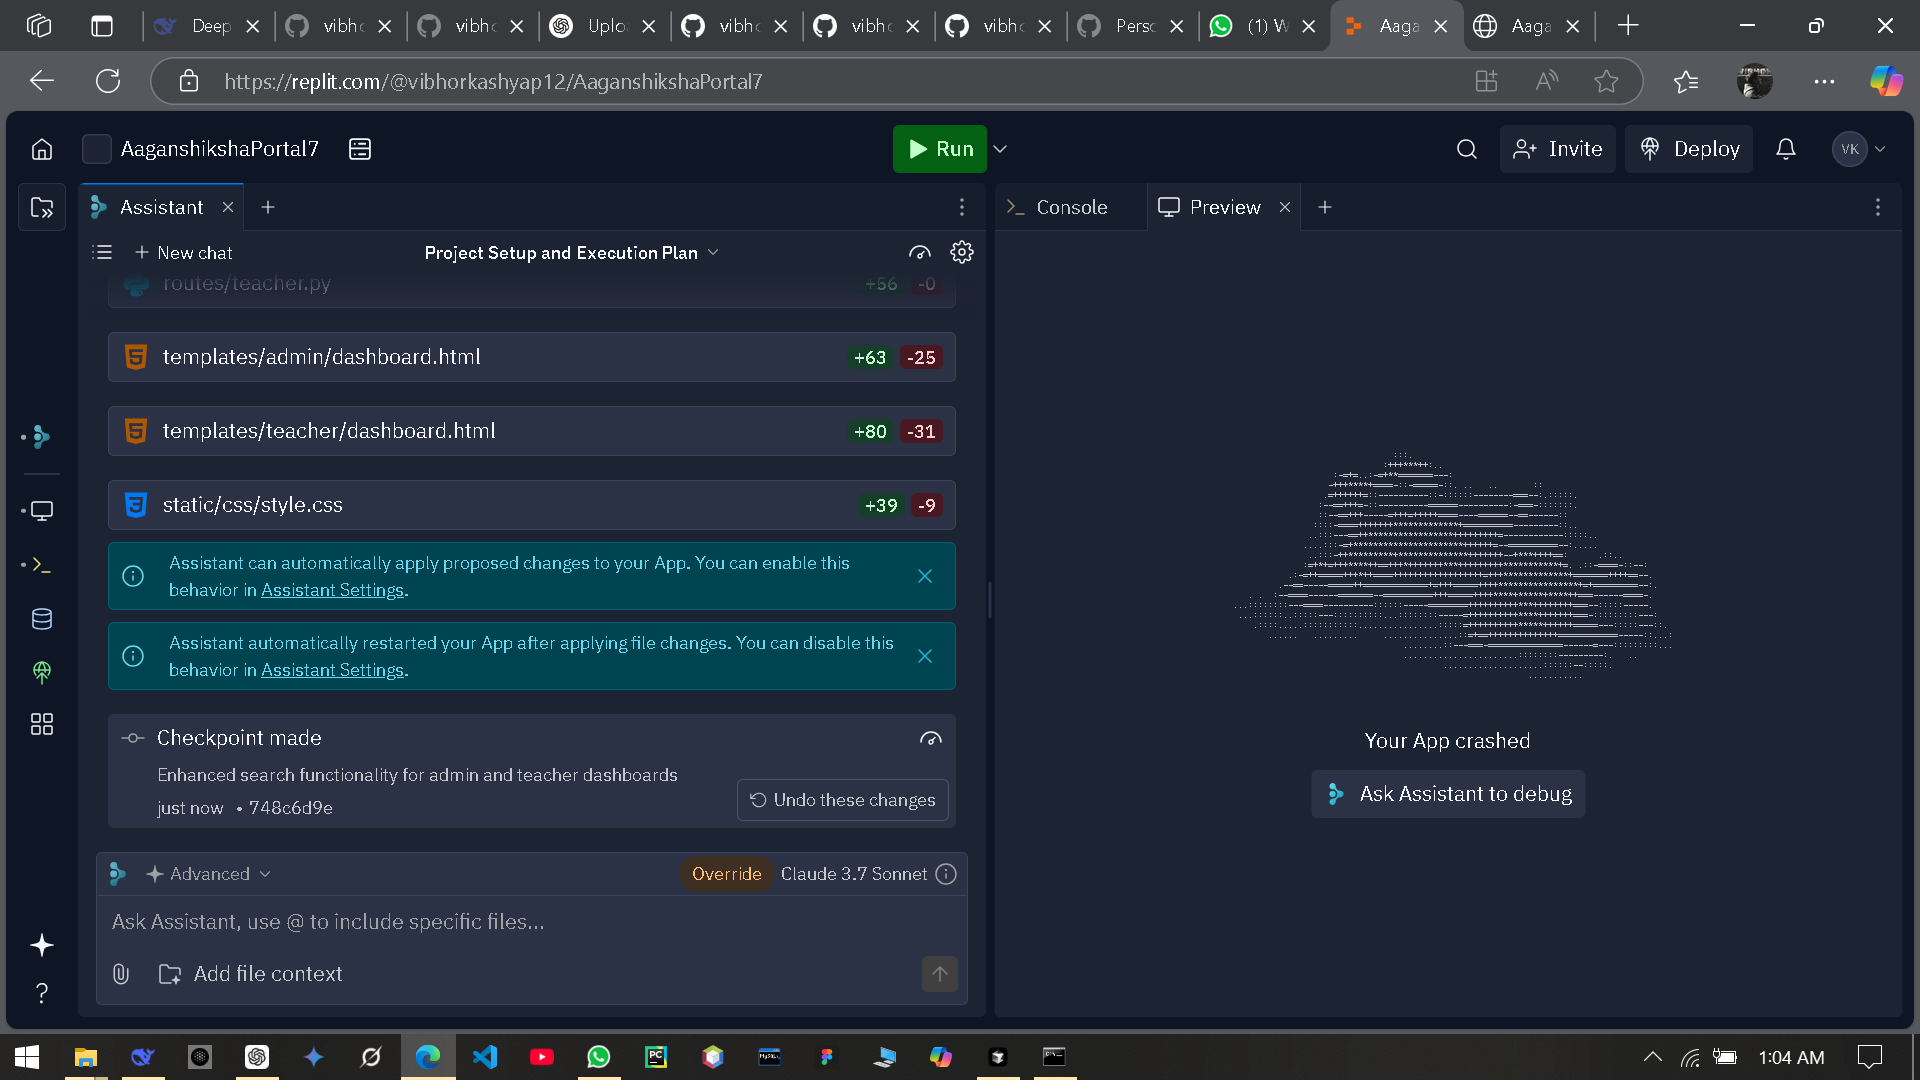 Deep
vibho
vibho
Uplo
vibho
vibho
vibho
Perso
(1) W
Aaga
Aaga
https://replit.com/@vibhorkashyap12/AaganshikshaPortal7
AaganshikshaPortal7
Run
Invite
Deploy
VK
Assistant
Console
Preview
New chat
Project Setup and Execution Plan
routes/teacher.py
+56 -0
templates/admin/dashboard.html
+63 -25
templates/teacher/dashboard.html
+80 -31
static/css/style.css
+39 -9
Assistant can automatically apply proposed changes to your App. You can enable this
behavior in Assistant Settings.
Assistant automatically restarted your App after applying file changes. You can disable this
behavior in Assistant Settings.
Checkpoint made
Enhanced search functionality for admin and teacher dashboards
just now • 748c6d9e
Undo these changes
Advanced
Override Claude 3.7 Sonnet
Ask Assistant, use @ to include specific files...
Add file context
Your App crashed
Ask Assistant to debug
1:04 AM